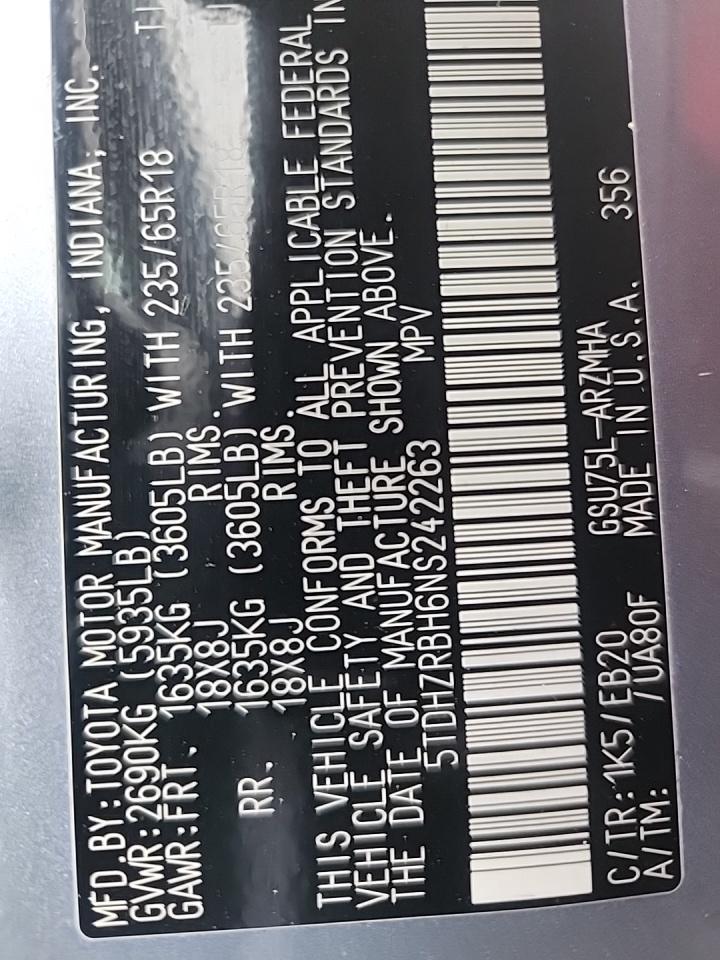 MFD.BY:TOYOTA MOTOR MANUFACTURING, INDIANA, INC.
GVWR:2690KG (5935LB)
GAWR:FRT. 1635KG (3605LB) WITH 235/65R18
18X8J RIMS.
RR. 1635KG (3605LB) WITH 235/65R18
18X8J RIMS.
THIS VEHICLE CONFORMS TO ALL APPLICABLE FEDERAL
VEHICLE SAFETY AND THEFT PREVENTION STANDARDS IN
THE DATE OF MANUFACTURE SHOWN ABOVE.
5TDHZRBH6NS242263 MPV
C/TR:1K5/EB20 GSU75L-ARZMHA
A/TM: /UA80F MADE IN U.S.A. 356